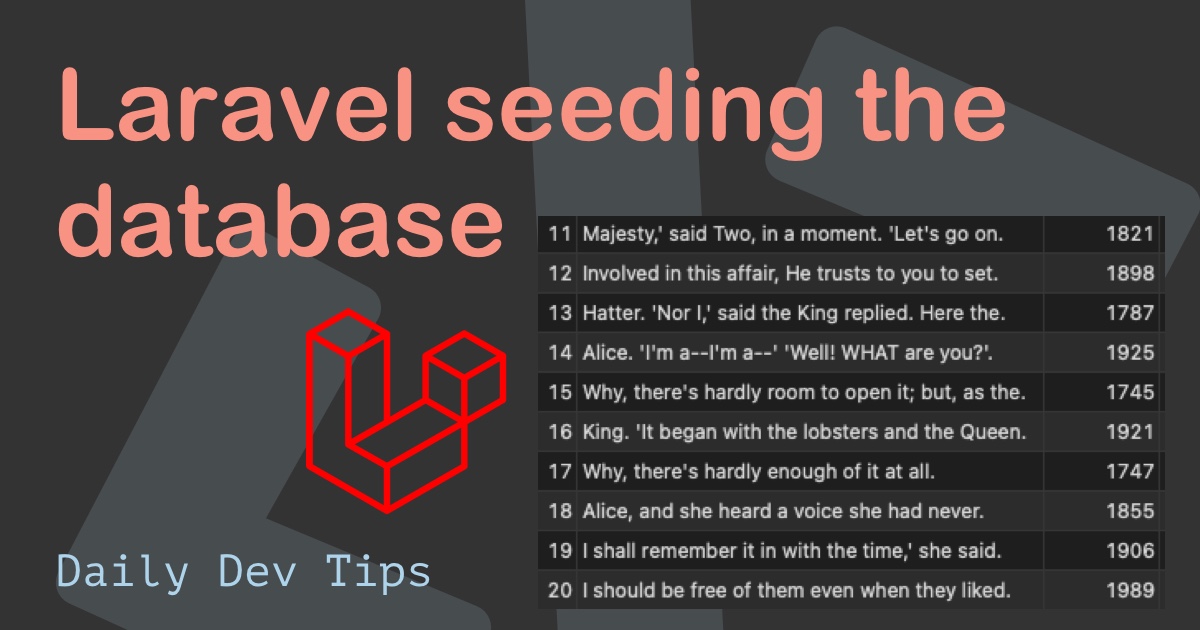 Laravel seeding the
database
11 Majesty,' said Two, in a moment. 'Let's go on. 1821
12 Involved in this affair, He trusts to you to set. 1898
13 Hatter. 'Nor I,' said the King replied. Here the. 1787
14 Alice. 'I'm a--I'm a--' 'Well! WHAT are you?'. 1925
15 Why, there's hardly room to open it; but, as the. 1745
16 King. 'It began with the lobsters and the Queen. 1921
17 Why, there's hardly enough of it at all. 1747
18 Alice, and she heard a voice she had never. 1855
19 I shall remember it in with the time,' she said. 1906
20 I should be free of them even when they liked. 1989
Daily Dev Tips